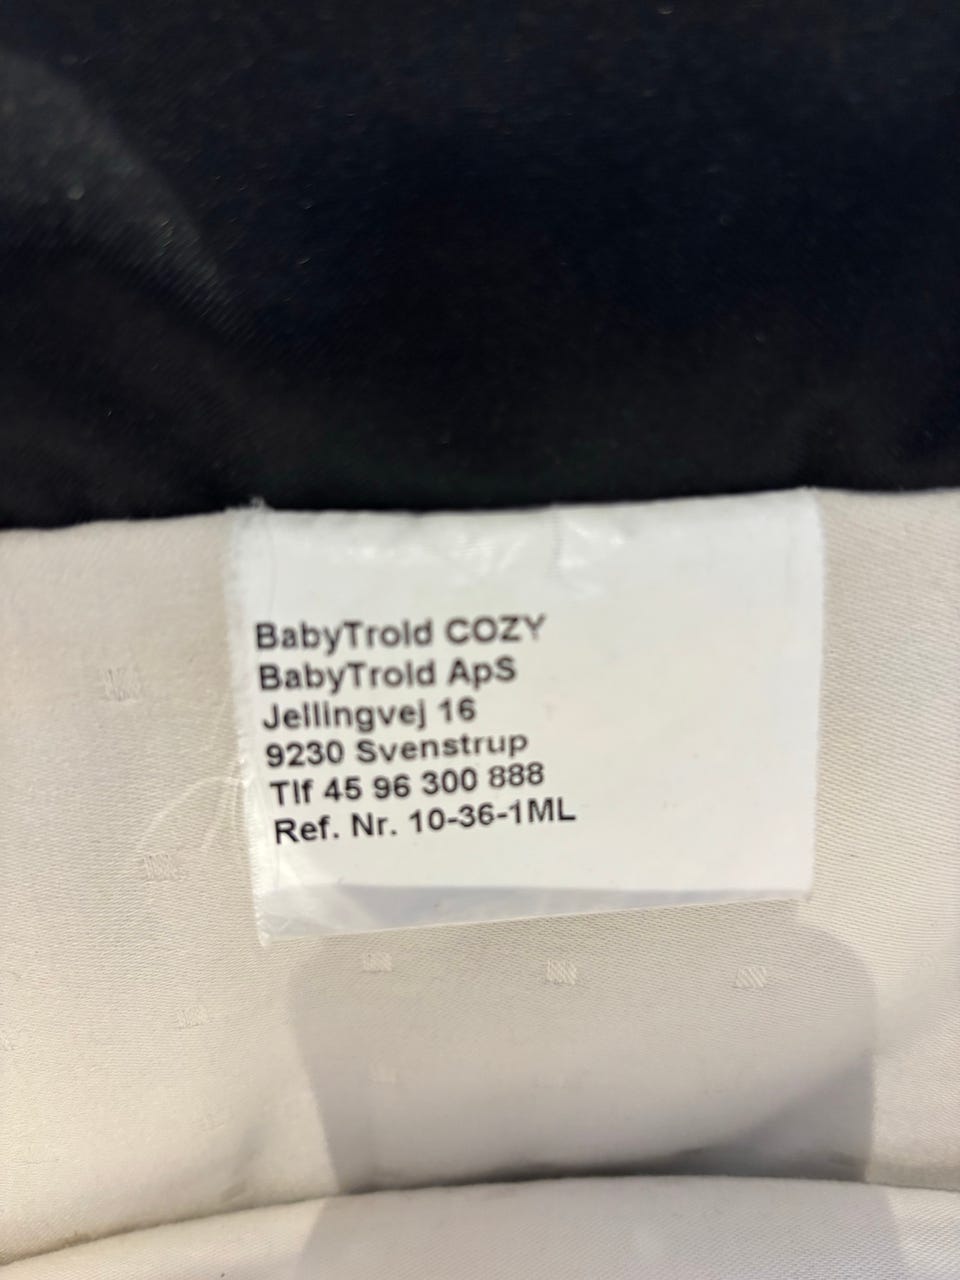 BabyTrold COZY
BabyTrold ApS
Jellingvej 16
9230 Svenstrup
Tlf 45 96 300 888
Ref. Nr. 10-36-1ML